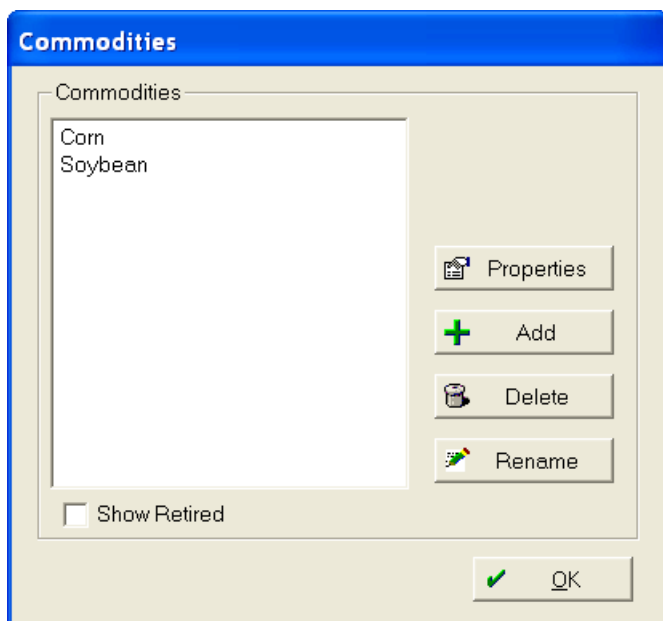 Commodities
Commodities
Corn
Soybean
Properties
Add
Delete
Rename
Show Retired
OK